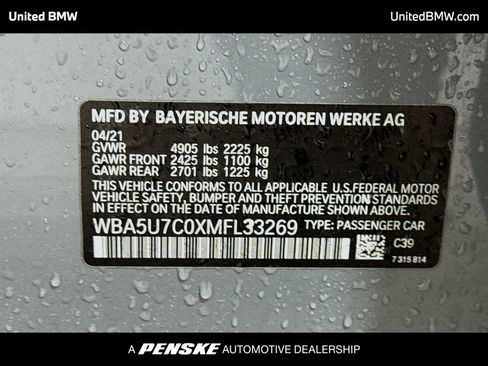 United BMW UnitedBMW.com
MFD BY BAYERISCHE MOTOREN WERKE AG
04/21
GVWR 4905 lbs 2225 kg
GAWR FRONT 2425 lbs 1100 kg
GAWR REAR 2701 lbs 1225 kg
THIS VEHICLE CONFORMS TO ALL APPLICABLE U.S.FEDERAL MOTOR
VEHICLE SAFETY, BUMPER AND THEFT PREVENTION STANDARDS
IN EFFECT ON THE DATE OF MANUFACTURE SHOWN ABOVE.
WBA5U7C0XMFL33269 TYPE: PASSENGER CAR
C39
7 315 814
A PENSKE AUTOMOTIVE DEALERSHIP